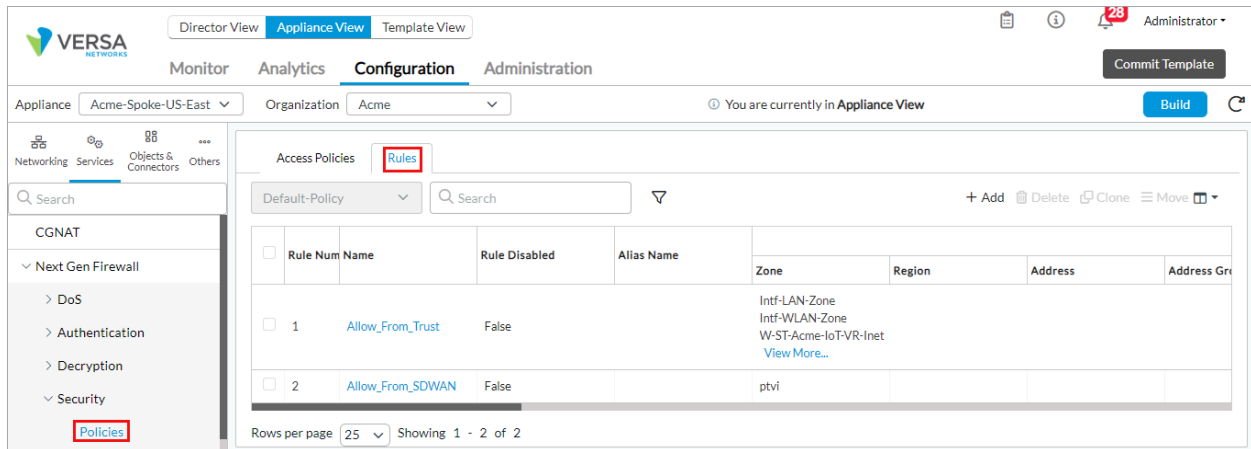 VERSA
NETWORKS
Director View Appliance View Template View
28
Administrator
Monitor Analytics Configuration Administration
Commit Template
Appliance Acme-Spoke-US-East Organization Acme
You are currently in Appliance View
Build
Networking Services Objects & Connectors Others
Access Policies Rules
Search
Default-Policy Search
+ Add Delete Clone Move
CGNAT
Next Gen Firewall
DoS
Authentication
Decryption
Security
Policies
Rule Num Name Rule Disabled Alias Name
Zone Region Address Address Gro
1 Allow_From_Trust False
Intf-LAN-Zone
Intf-WLAN-Zone
W-ST-Acme-IoT-VR-Inet
View More...
2 Allow_From_SDWAN False ptvi
Rows per page 25 Showing 1 - 2 of 2